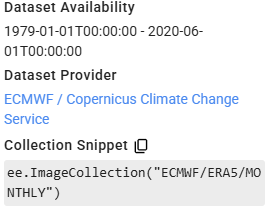 Dataset Availability
1979-01-01T00:00:00 - 2020-06-
01T00:00:00
Dataset Provider
ECMWF / Copernicus Climate Change
Service
Collection Snippet
ee.ImageCollection("ECMWF/ERA5/MO
NTHLY")